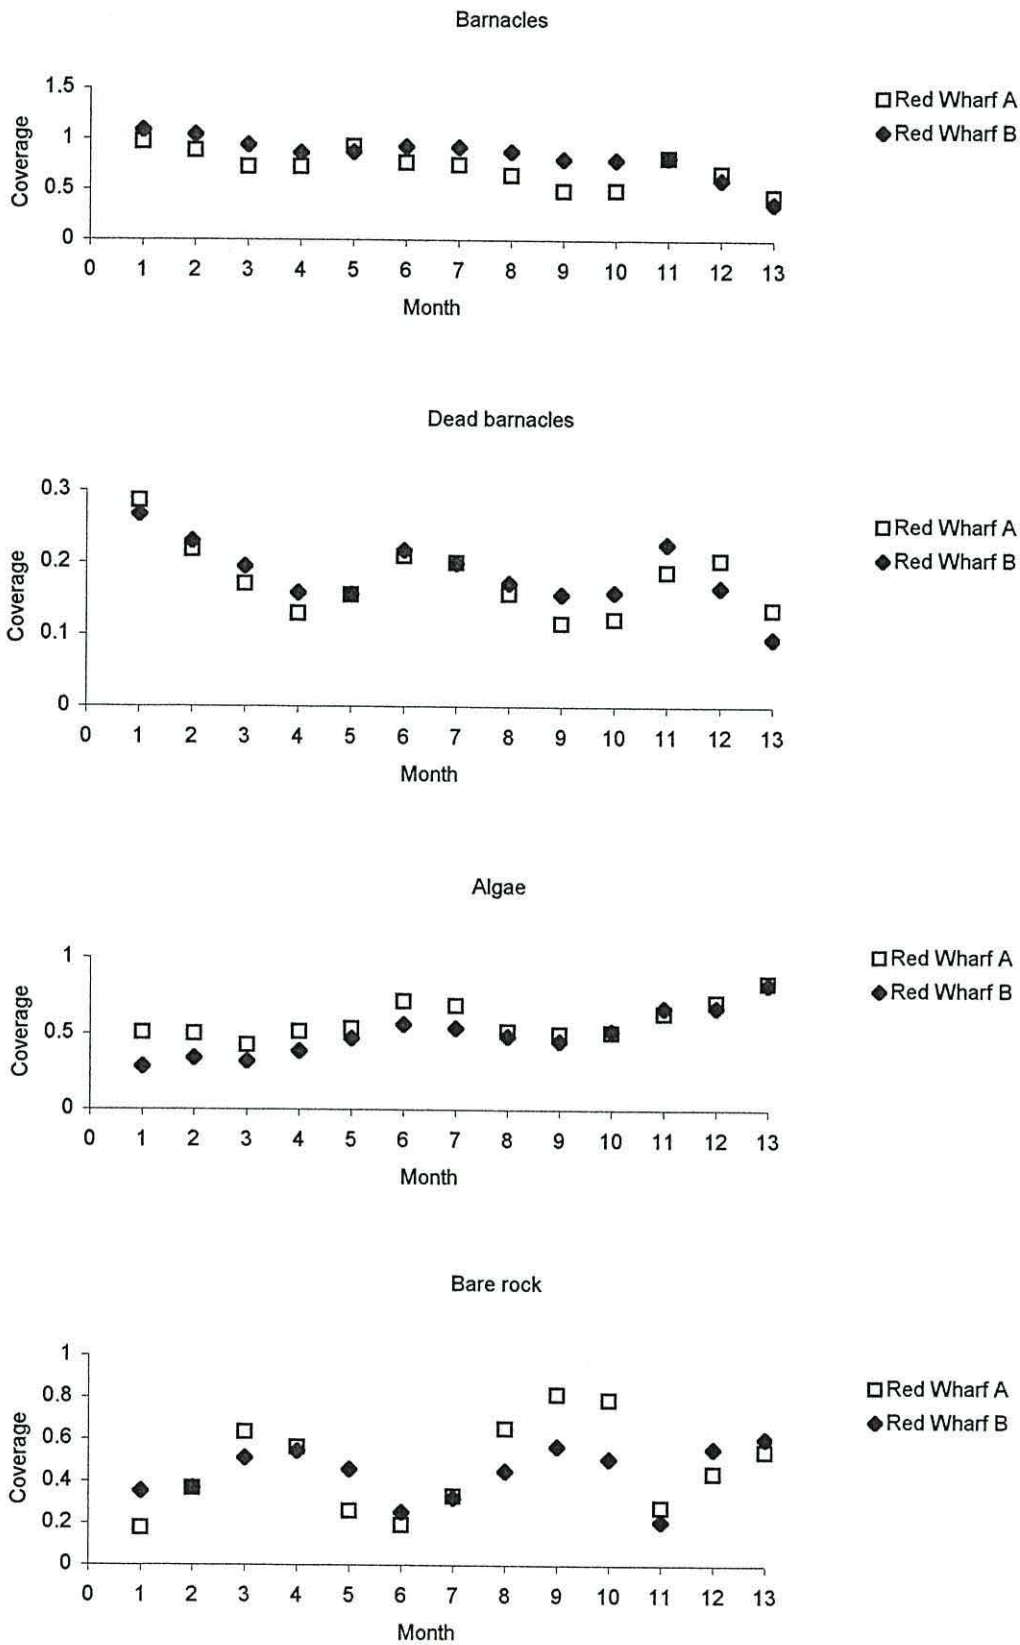 Barnacles
1.5
1
0.5
0
Coverage
0 1 2 3 4 5 6 7 8 9 10 11 12 13
Month
Red Wharf A
Red Wharf B
Dead barnacles
0.3
0.2
0.1
0
Coverage
0 1 2 3 4 5 6 7 8 9 10 11 12 13
Month
Red Wharf A
Red Wharf B
Algae
1
0.5
0
Coverage
0 1 2 3 4 5 6 7 8 9 10 11 12 13
Month
Red Wharf A
Red Wharf B
Bare rock
1
0.8
0.6
0.4
0.2
0
Coverage
0 1 2 3 4 5 6 7 8 9 10 11 12 13
Month
Red Wharf A
Red Wharf B